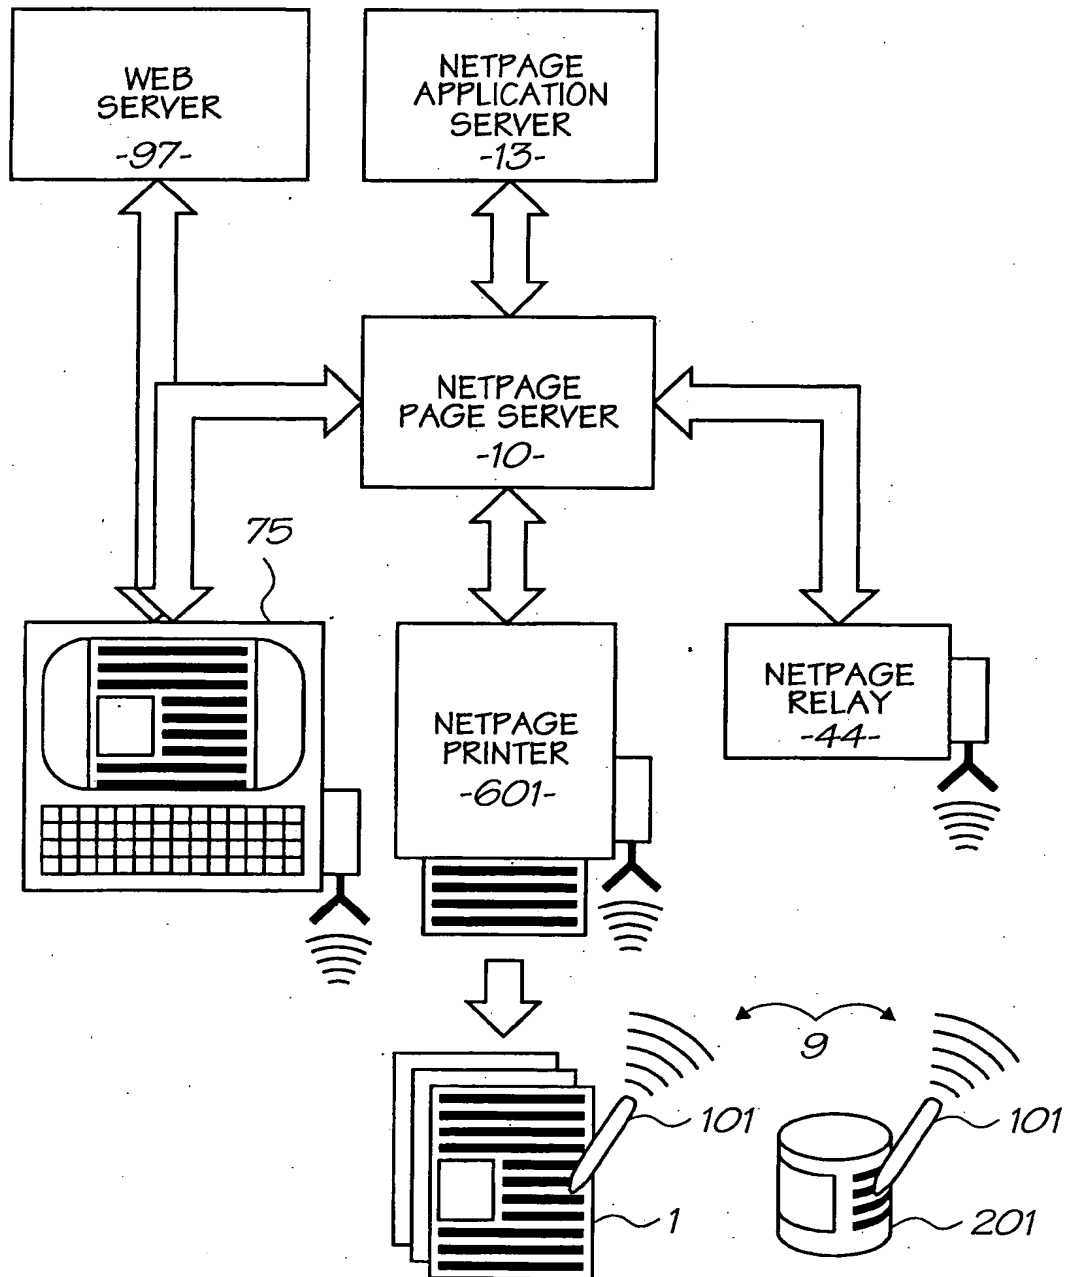 WEB
SERVER
-97-
NETPAGE
APPLICATION
SERVER
-13-
NETPAGE
PAGE SERVER
-10-
75
NETPAGE
PRINTER
-601-
NETPAGE
RELAY
-44-
9
101
101
1
201